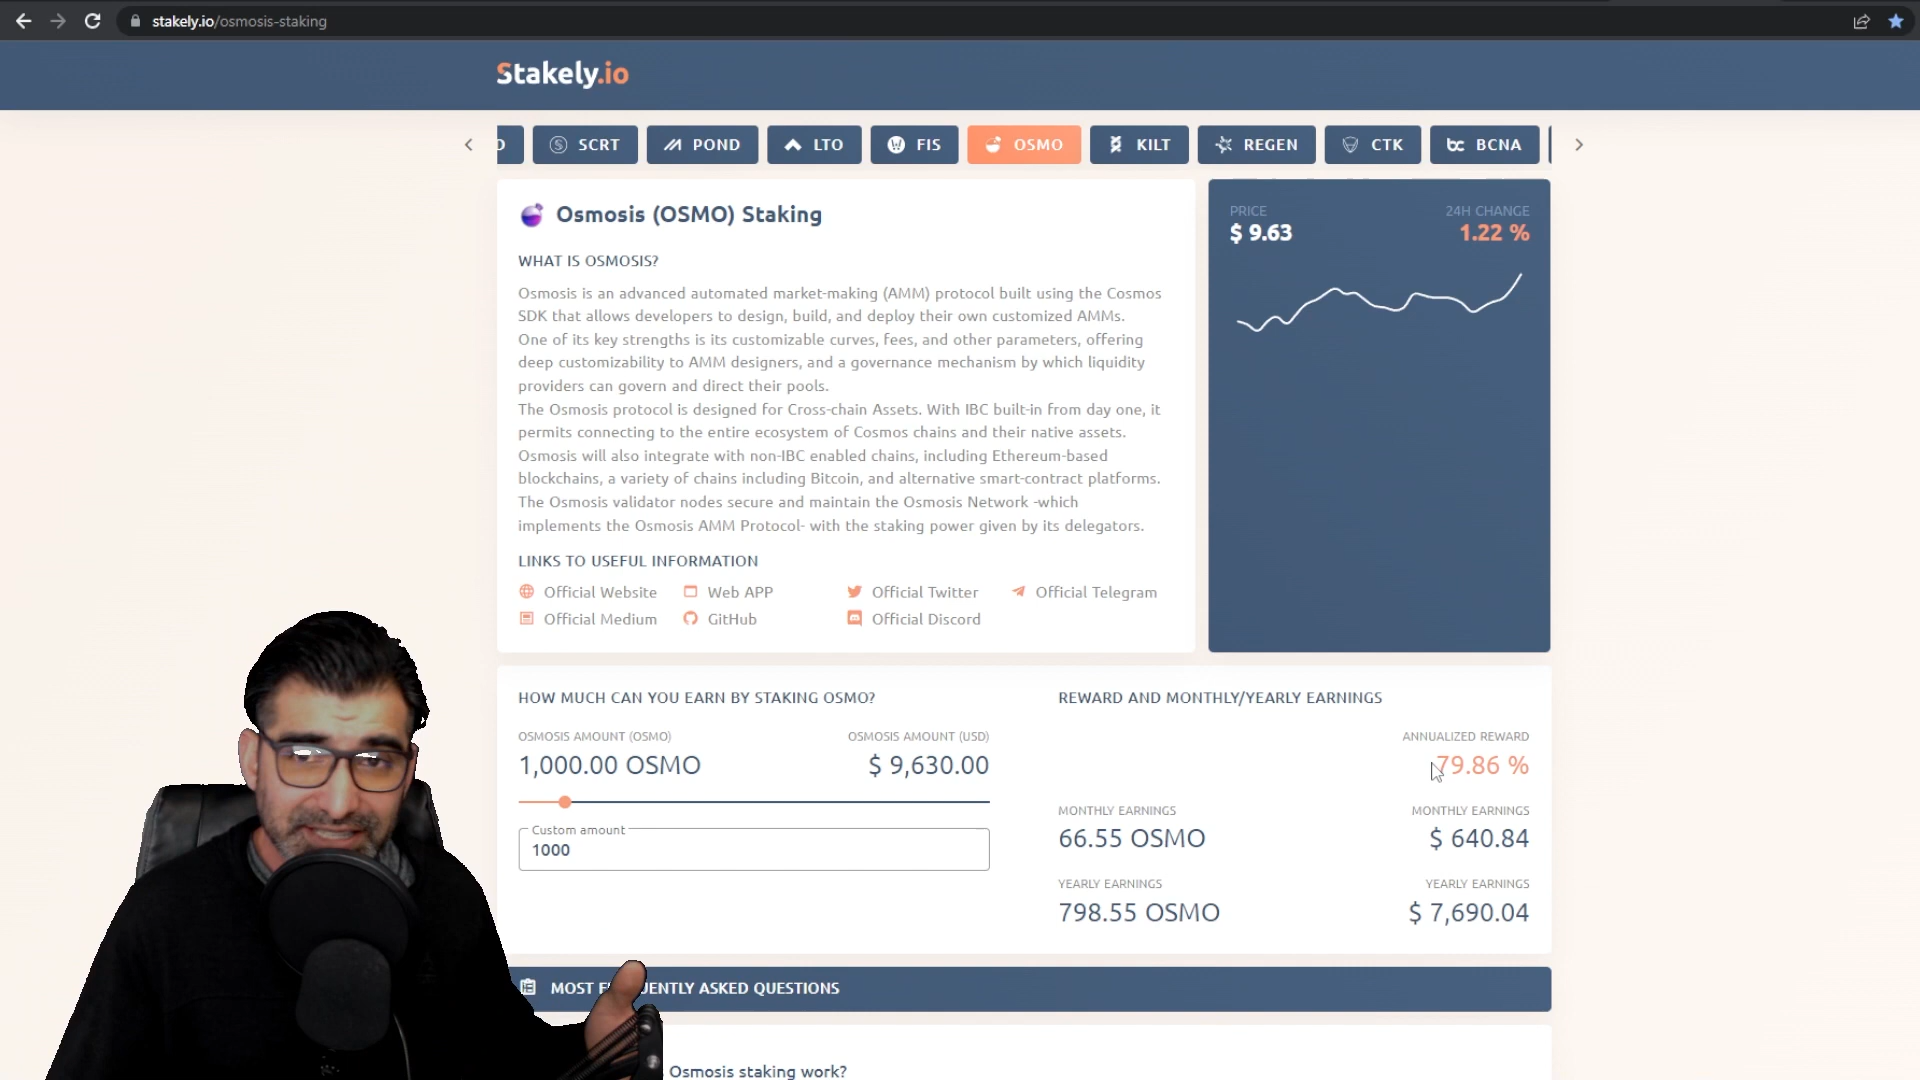 stakely.io/osmosis-staking
Stakely.io
SCRT POND LTO FIS OSMO KILT REGEN CTK BCNA
Osmosis (OSMO) Staking
WHAT IS OSMOSIS?
Osmosis is an advanced automated market-making (AMM) protocol built using the Cosmos
SDK that allows developers to design, build, and deploy their own customized AMMs.
One of its key strengths is its customizable curves, fees, and other parameters, offering
deep customizability to AMM designers, and a governance mechanism by which liquidity
providers can govern and direct their pools.
The Osmosis protocol is designed for Cross-chain Assets. With IBC built-in from day one, it
permits connecting to the entire ecosystem of Cosmos chains and their native assets.
Osmosis will also integrate with non-IBC enabled chains, including Ethereum-based
blockchains, a variety of chains including Bitcoin, and alternative smart-contract platforms.
The Osmosis validator nodes secure and maintain the Osmosis Network -which
implements the Osmosis AMM Protocol- with the staking power given by its delegators.
LINKS TO USEFUL INFORMATION
Official Website Web APP Official Twitter Official Telegram
Official Medium GitHub Official Discord
PRICE 24H CHANGE
$ 9.63 1.22 %
HOW MUCH CAN YOU EARN BY STAKING OSMO?
OSMOSIS AMOUNT (OSMO) OSMOSIS AMOUNT (USD)
1,000.00 OSMO $ 9,630.00
Custom amount
1000
REWARD AND MONTHLY/YEARLY EARNINGS
ANNUALIZED REWARD
79.86 %
MONTHLY EARNINGS MONTHLY EARNINGS
66.55 OSMO $ 640.84
YEARLY EARNINGS YEARLY EARNINGS
798.55 OSMO $ 7,690.04
MOST ASKED QUESTIONS
Osmosis staking work?